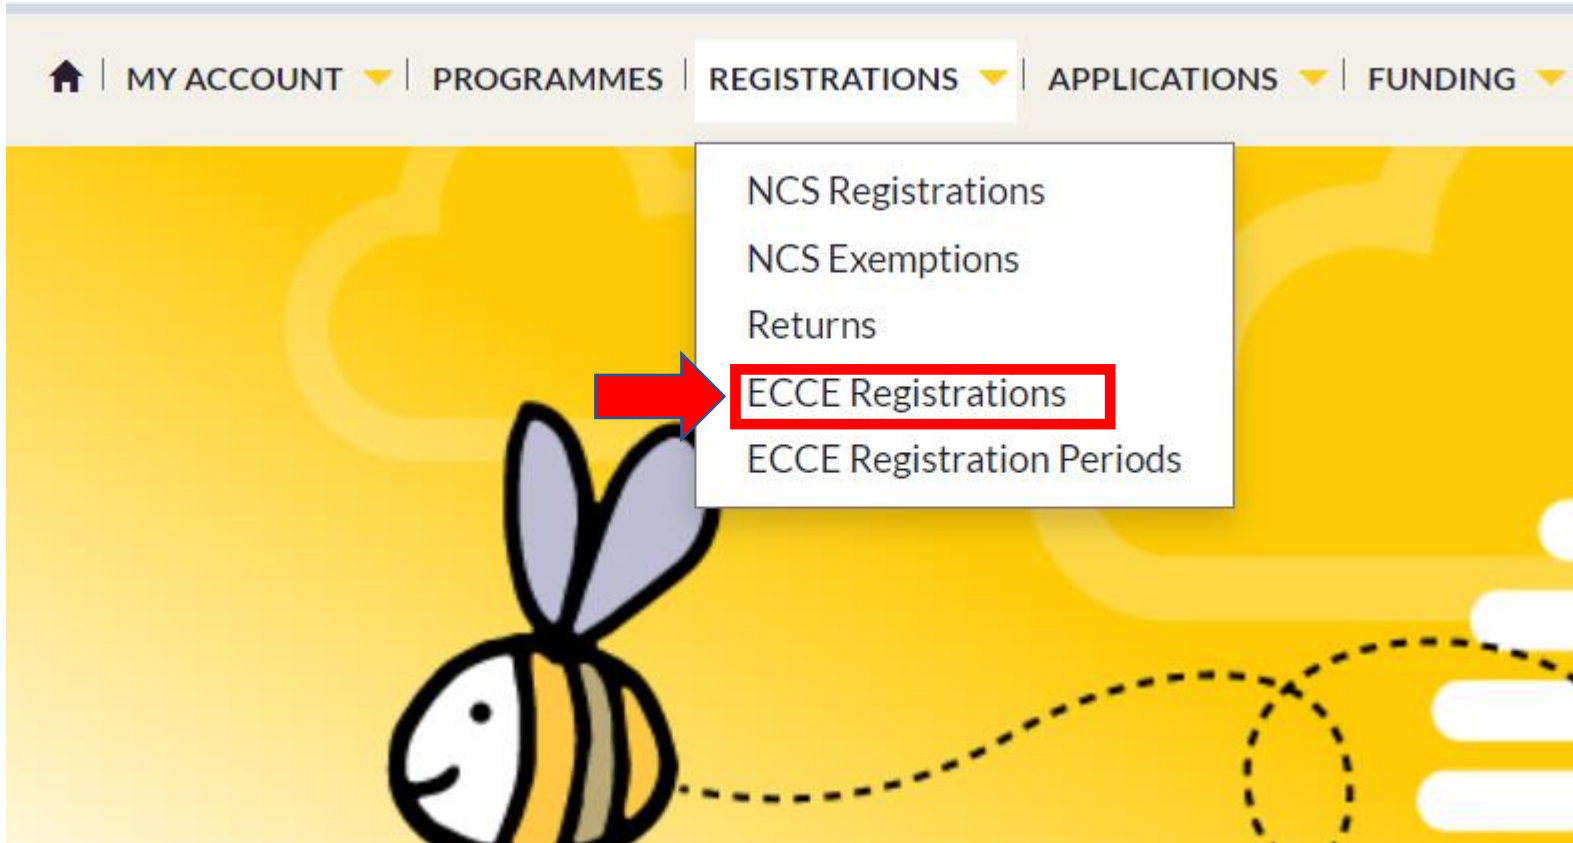 MY ACCOUNT PROGRAMMES REGISTRATIONS APPLICATIONS FUNDING
NCS Registrations
NCS Exemptions
Returns
ECCE Registrations
ECCE Registration Periods